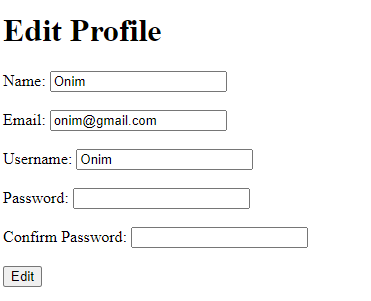 Edit Profile
Name: Onim
Email: onim@gmail.com
Username: Onim
Password:
Confirm Password:
Edit